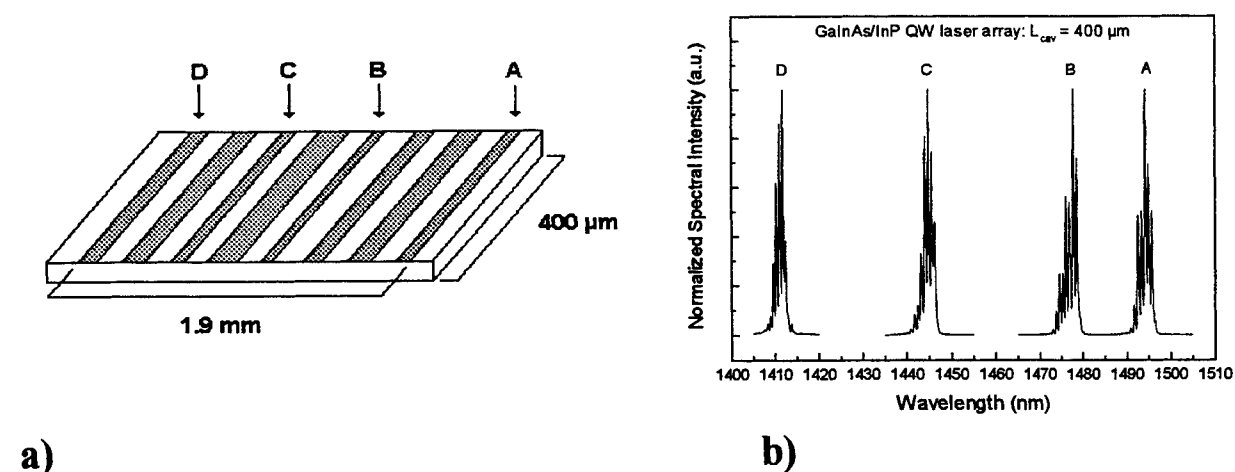 D C B A
400 µm
1.9 mm
a)
GaInAs/InP QW laser array: Lcav = 400 µm
D C B A
Normalized Spectral Intensity (a.u.)
1400 1410 1420 1430 1440 1450 1460 1470 1480 1490 1500 1510
Wavelength (nm)
b)